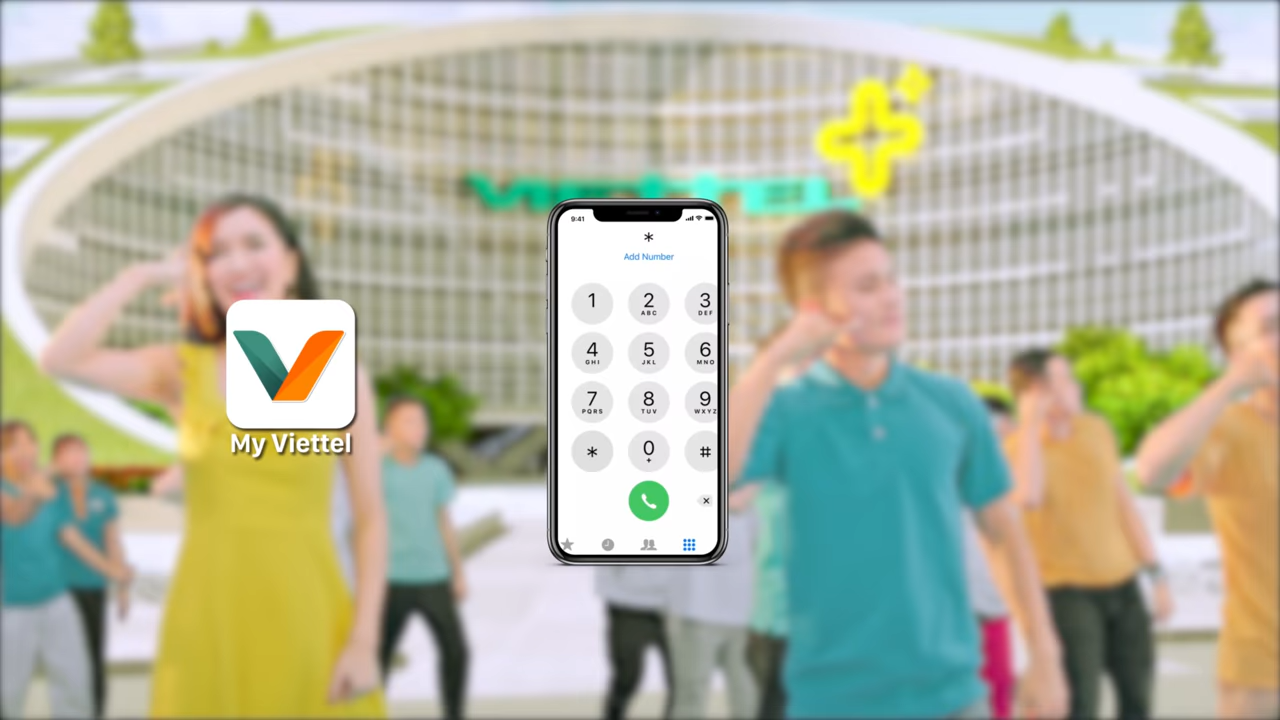 viettel
9:41
*
Add Number
1 2 3
ABC DEF
4 5 6
GHI JKL MNO
7 8 9
PQRS TUV WXYZ
* 0 #
+
My Viettel